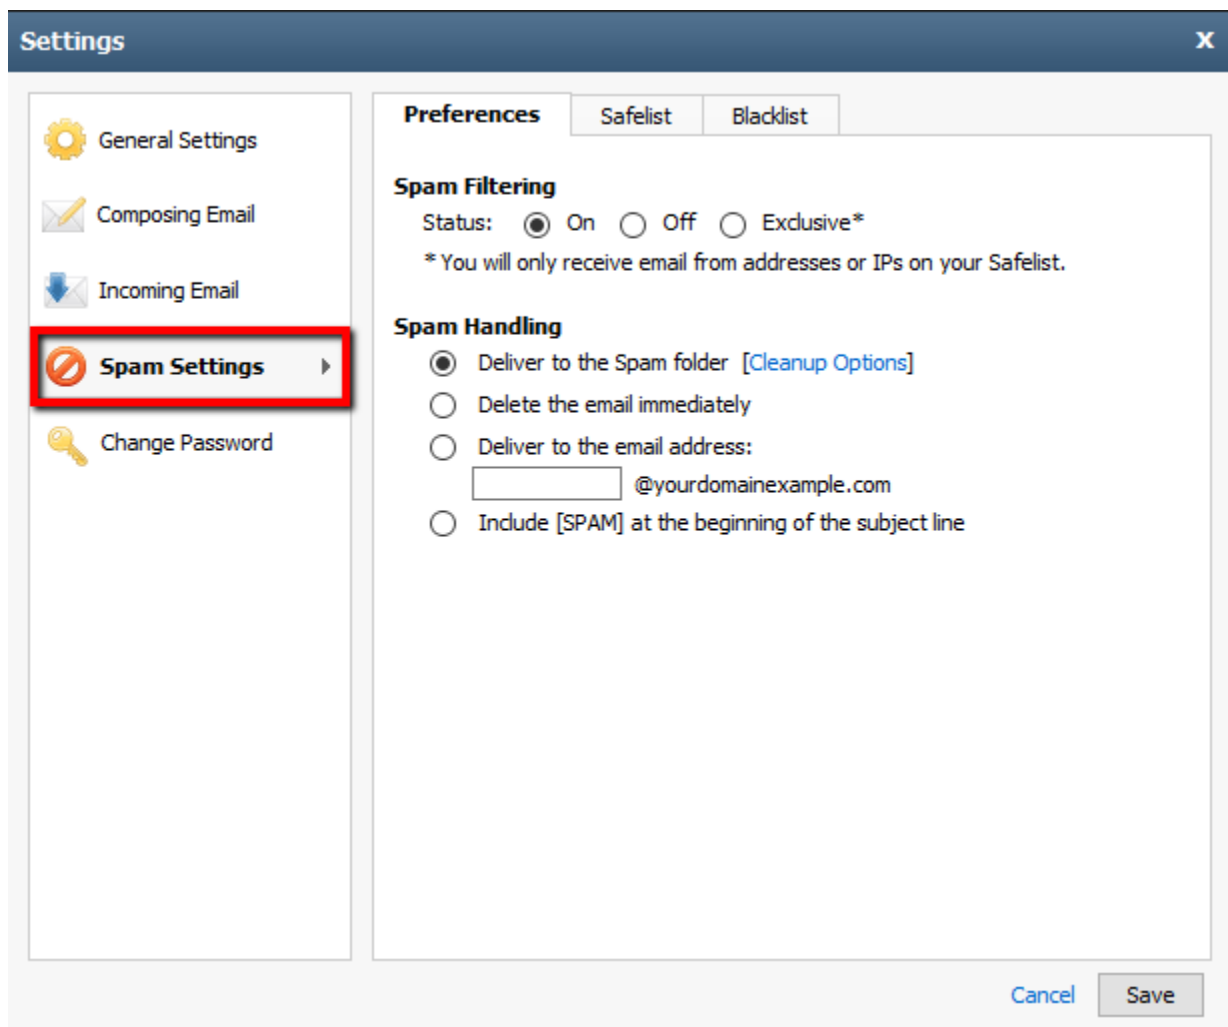 Settings
x
General Settings
Composing Email
Incoming Email
Spam Settings
Change Password
Preferences Safelist Blacklist
Spam Filtering
Status: On Off Exclusive*
* You will only receive email from addresses or IPs on your Safelist.
Spam Handling
Deliver to the Spam folder [Cleanup Options]
Delete the email immediately
Deliver to the email address:
@yourdomainexample.com
Include [SPAM] at the beginning of the subject line
Cancel Save